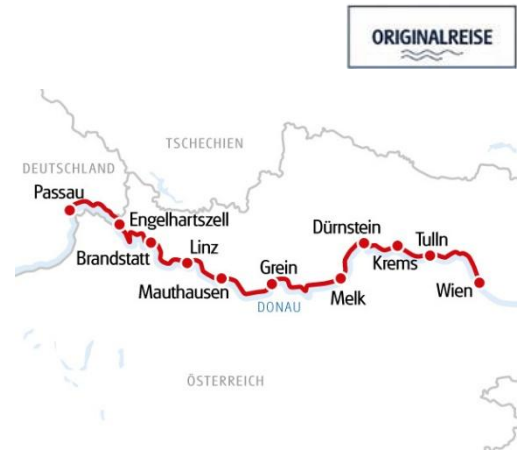 ORIGINALREISE
TSCHECHIEN
DEUTSCHLAND
Passau
Engelhartszell
Brandstatt
Linz
Mauthausen
Grein
DONAU
Dürnstein
Krems
Tulln
Melk
Wien
ÖSTERREICH